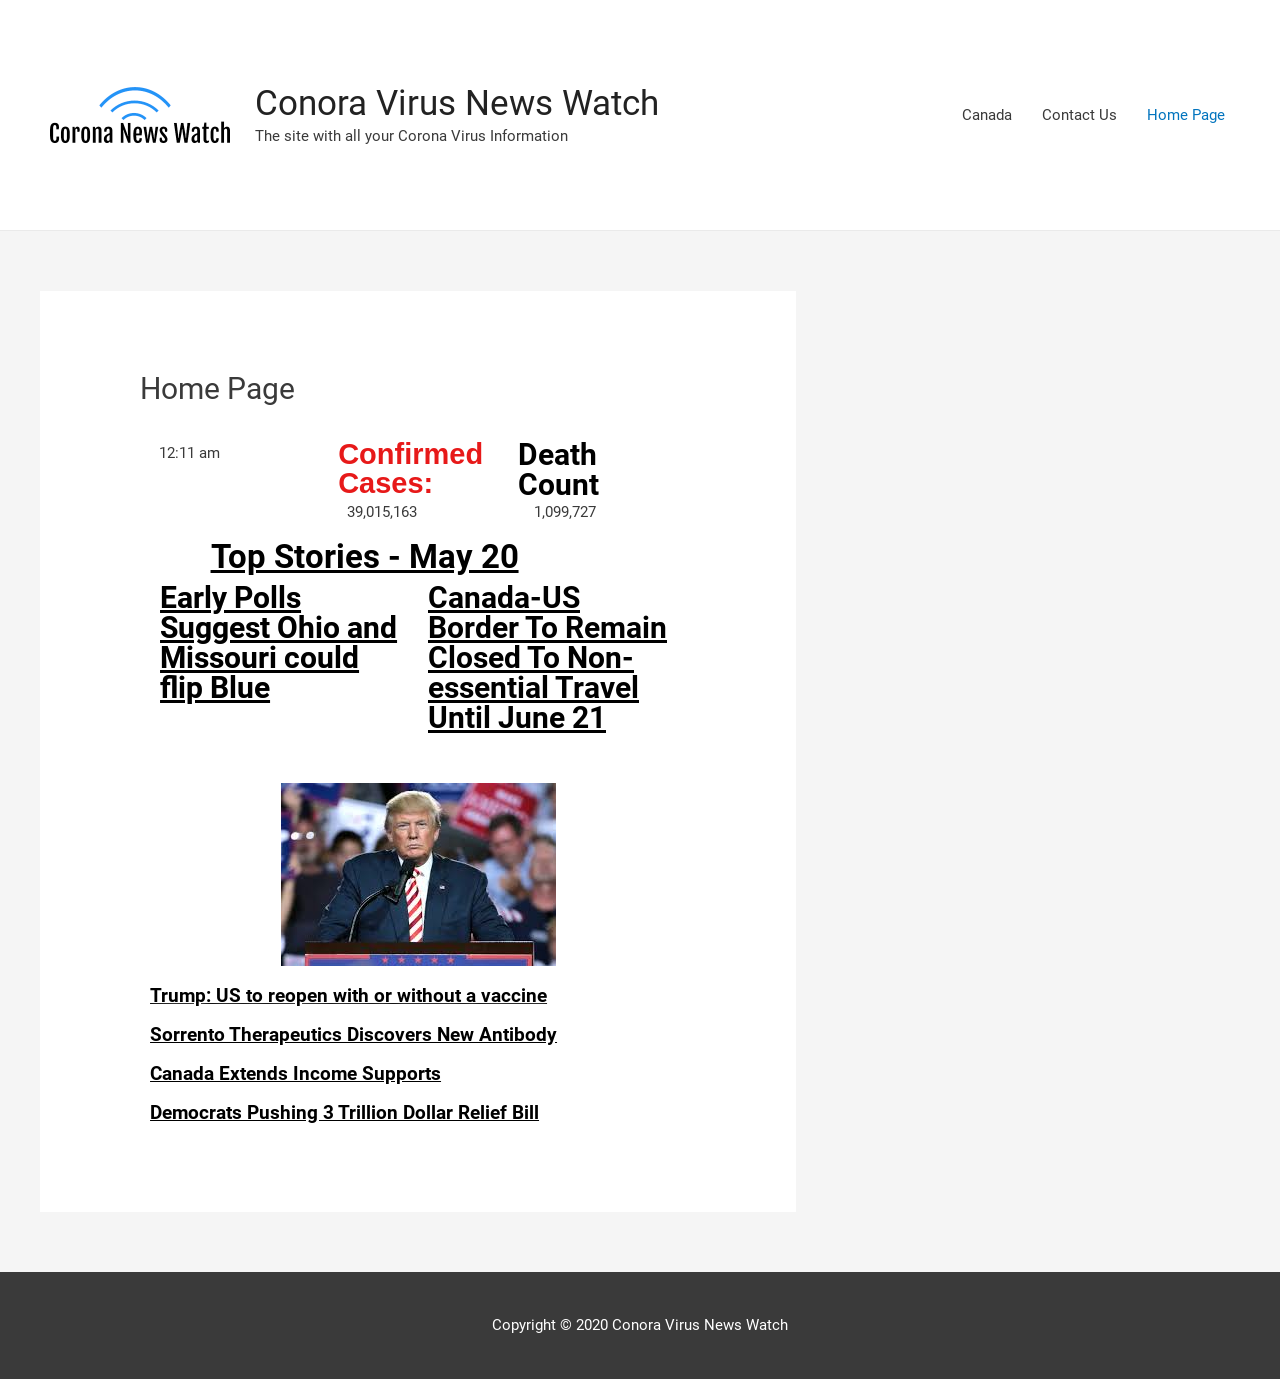 Corona News Watch
Conora Virus News Watch
The site with all your Corona Virus Information
Canada
Contact Us
Home Page
Home Page
12:11 am
Confirmed
Cases:
39,015,163
Death
Count
1,099,727
Top Stories - May 20
Early Polls
Suggest Ohio and
Missouri could
flip Blue
Canada-US
Border To Remain
Closed To Non-
essential Travel
Until June 21
Trump: US to reopen with or without a vaccine
Sorrento Therapeutics Discovers New Antibody
Canada Extends Income Supports
Democrats Pushing 3 Trillion Dollar Relief Bill
Copyright © 2020 Conora Virus News Watch